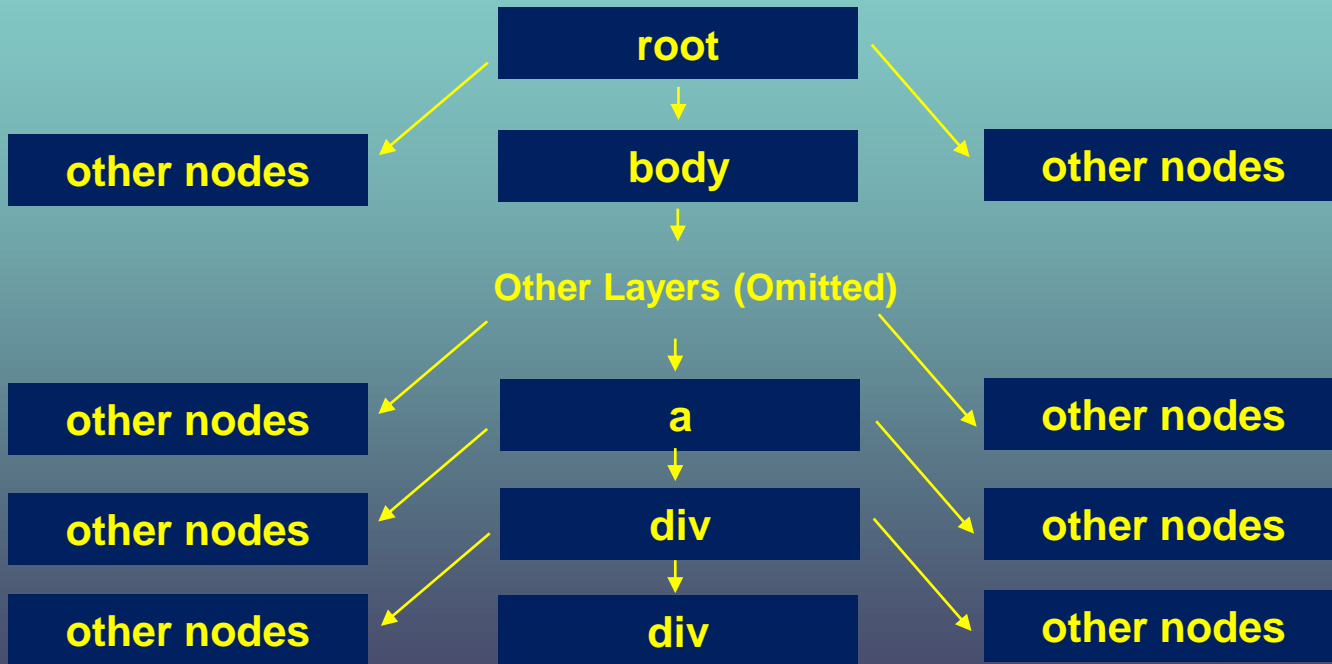 root
other nodes
body
other nodes
Other Layers (Omitted)
other nodes
a
other nodes
other nodes
div
other nodes
other nodes
div
other nodes